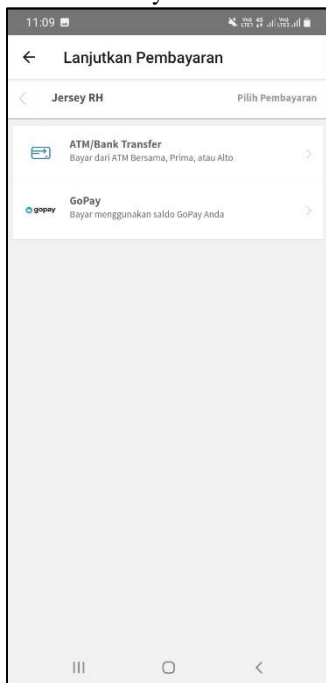 11:09
Lanjutkan Pembayaran
Jersey RH
Pilih Pembayaran
ATM/Bank Transfer
Bayar dari ATM Bersama, Prima, atau Alto
gopay
GoPay
Bayar menggunakan saldo GoPay Anda